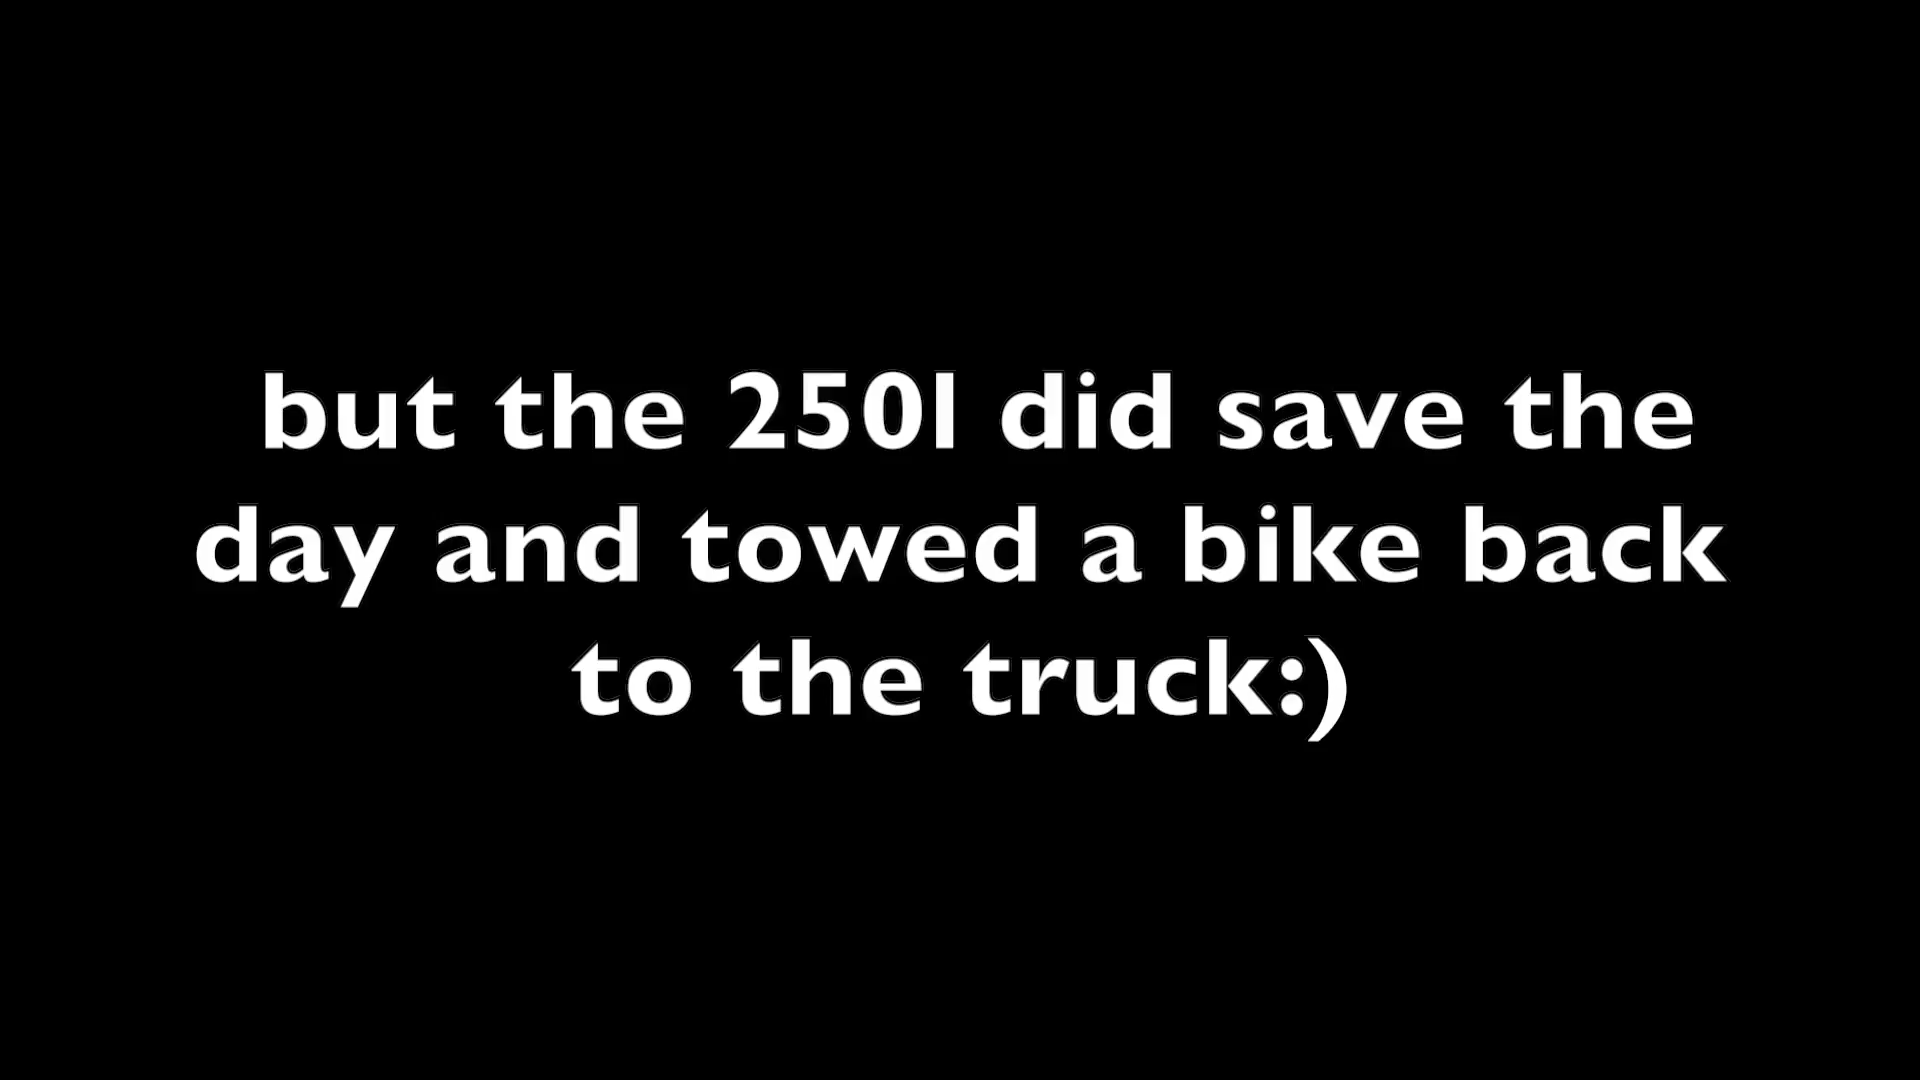 but the 250l did save the
day and towed a bike back
to the truck:)